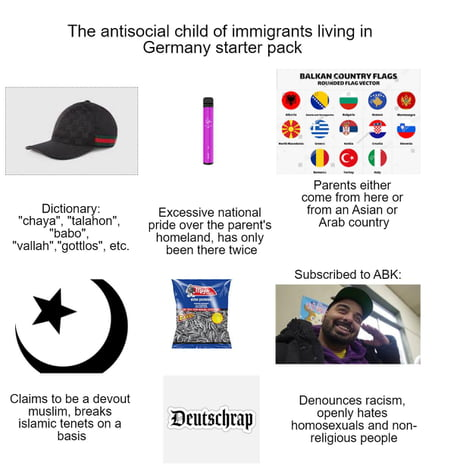 The antisocial child of immigrants living in
Germany starter pack
BALKAN COUNTRY FLAGS
ROUNDED FLAG VECTOR
Albania
Bulgaria
Kosovo
Montenegro
North Macedonia
Greece
Serbia
Croatia
Slovenia
Romania
Turkey
Italy
Dictionary:
"chaya", "talahon",
"babo",
"vallah","gottlos", etc.
Excessive national
pride over the parent's
homeland, has only
been there twice
Parents either
come from here or
from an Asian or
Arab country
Subscribed to ABK:
Claims to be a devout
muslim, breaks
islamic tenets on a
basis
Deutschrap
Denounces racism,
openly hates
homosexuals and non-
religious people